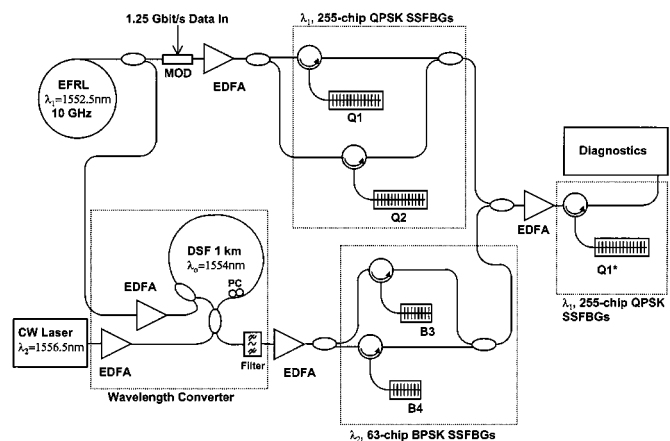 1.25 Gbit/s Data In
λ₁, 255-chip QPSK SSFBGs
EFRL
λ₁=1552.5nm
10 GHz
MOD
EDFA
Q1
Q2
Diagnostics
EDFA
Q1*
λ₁, 255-chip QPSK
SSFBGs
DSF 1 km
λₒ=1554nm
PC
EDFA
CW Laser
λ₂=1556.5nm
EDFA
Filter
EDFA
Wavelength Converter
B3
B4
λ₂, 63-chip BPSK SSFBGs